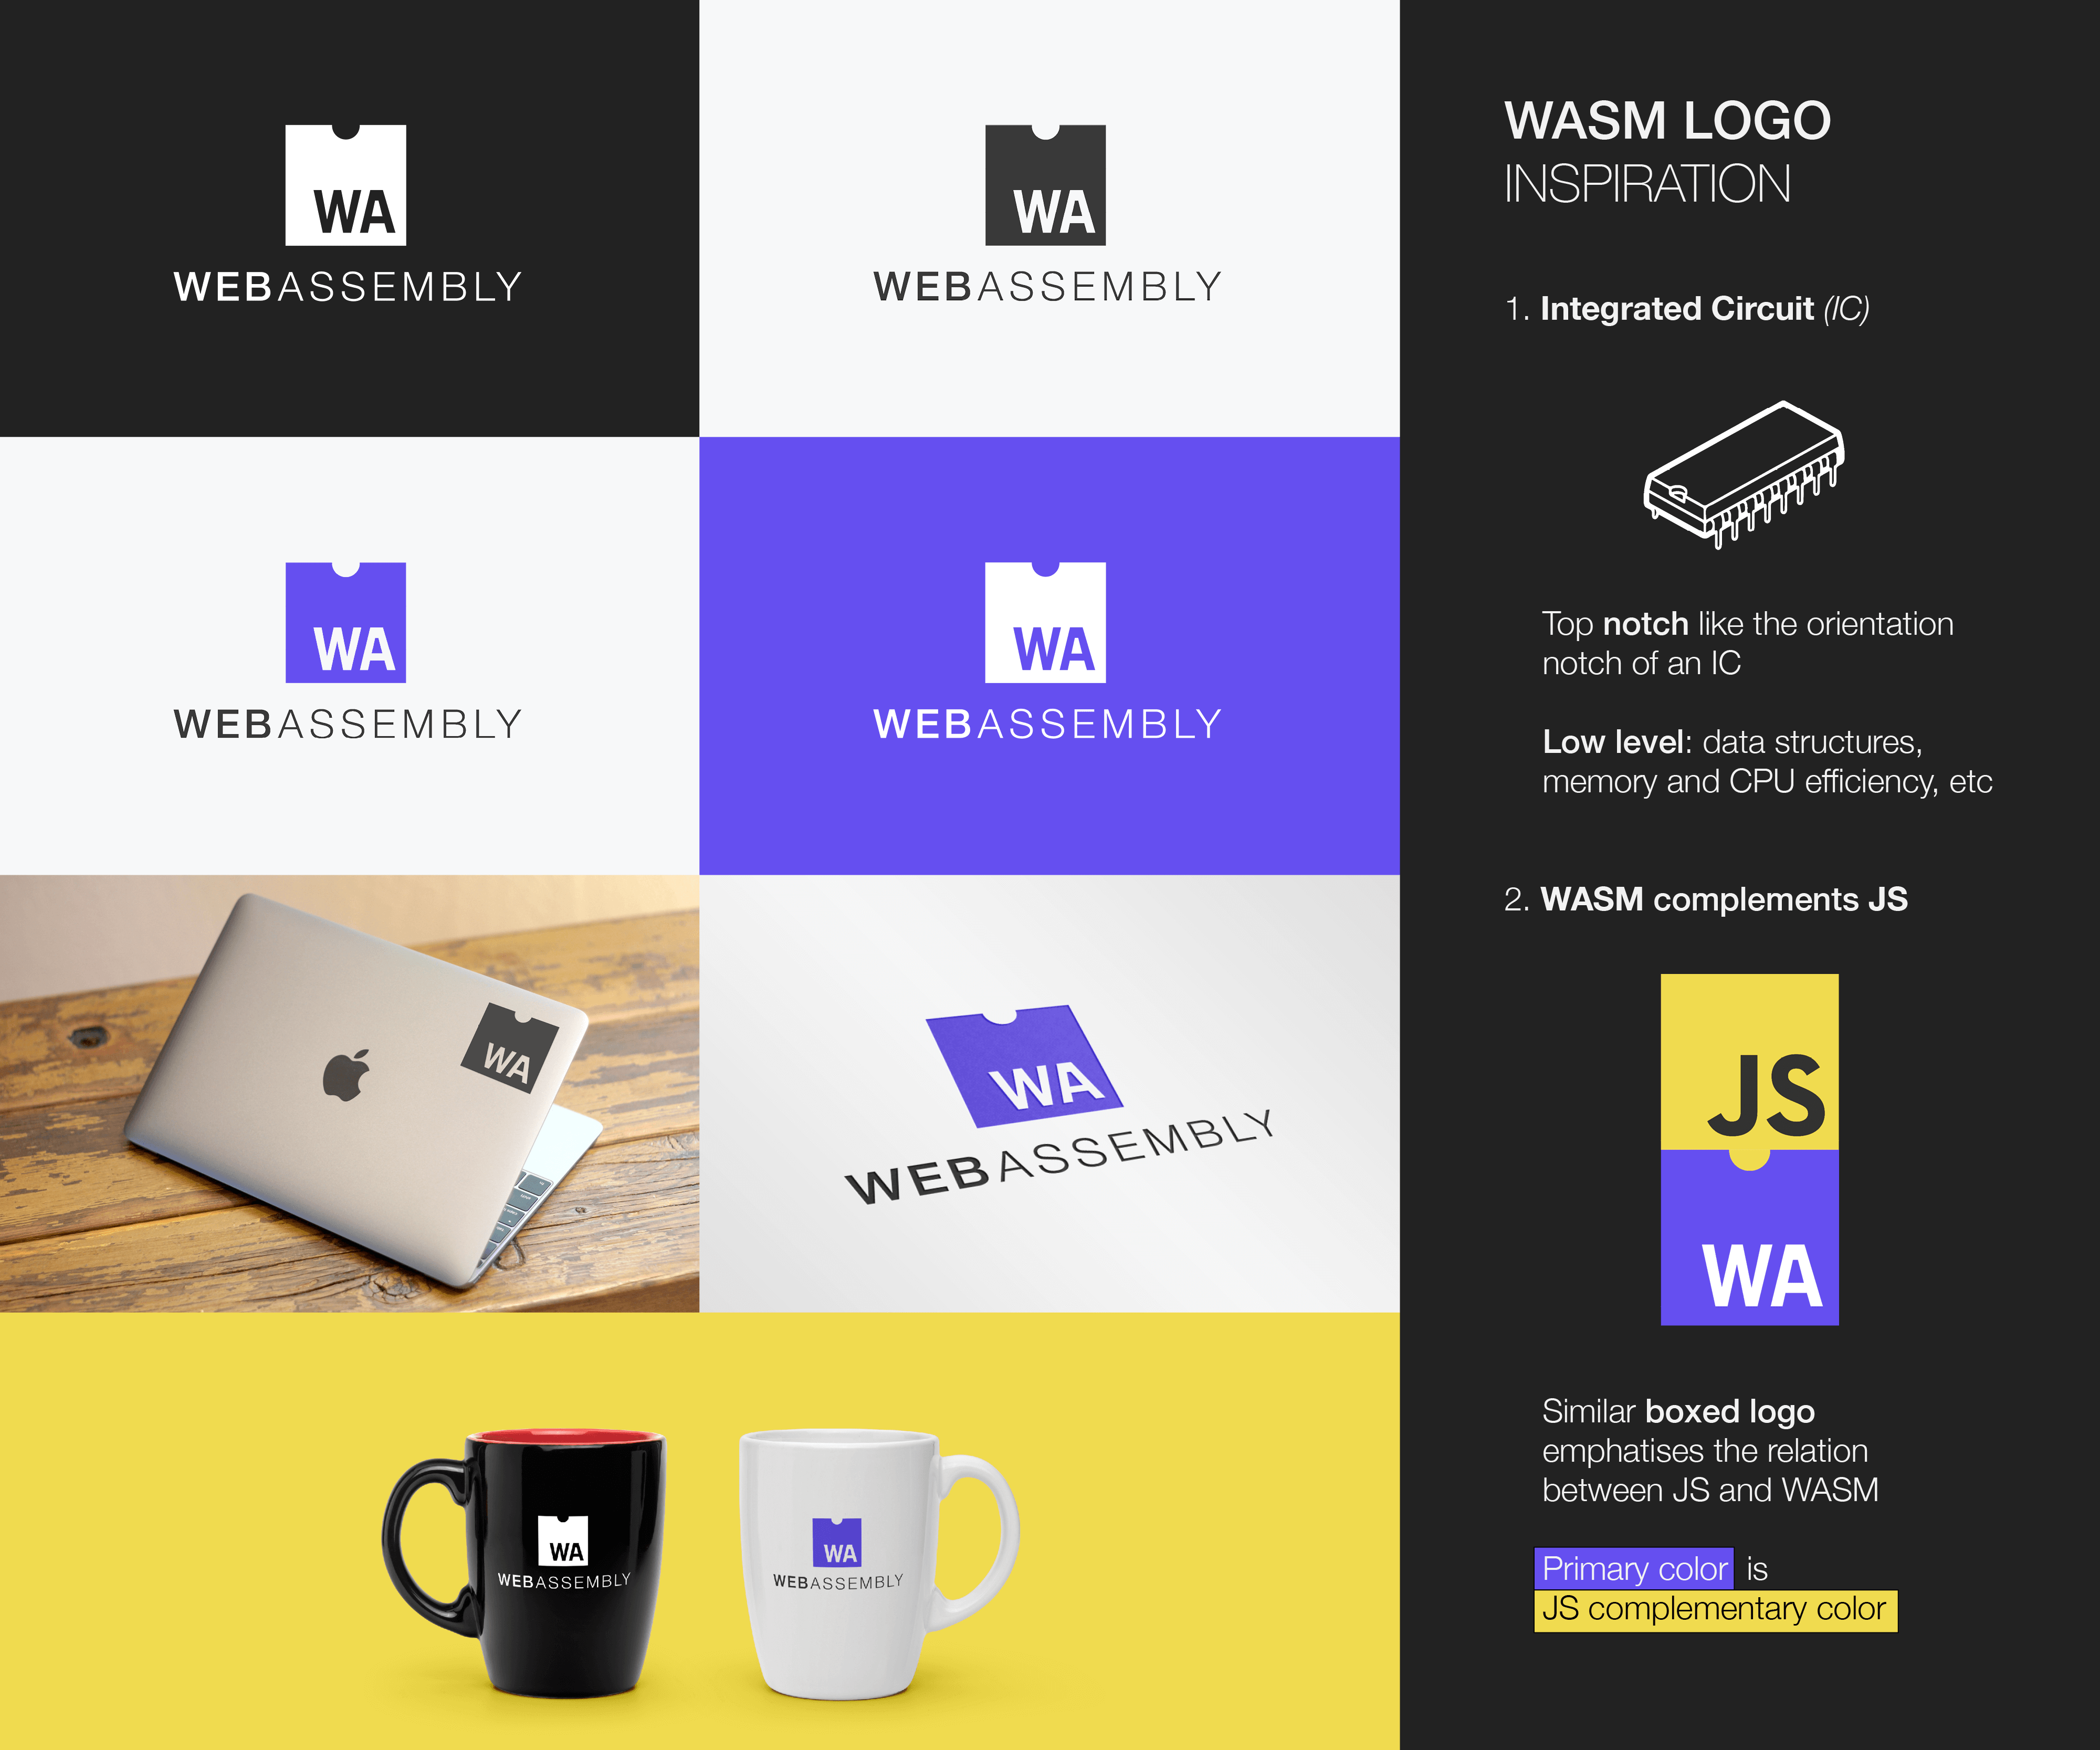 WA
WEBASSEMBLY
WA
WEBASSEMBLY
WA
WEBASSEMBLY
WA
WEBASSEMBLY
WA
WA
WEBASSEMBLY
WA
WEBASSEMBLY
WA
WEBASSEMBLY
WASM LOGO
INSPIRATION
1. Integrated Circuit (IC)
Top notch like the orientation
notch of an IC
Low level: data structures,
memory and CPU efficiency, etc
2. WASM complements JS
JS
WA
Similar boxed logo
emphatises the relation
between JS and WASM
Primary color is
JS complementary color